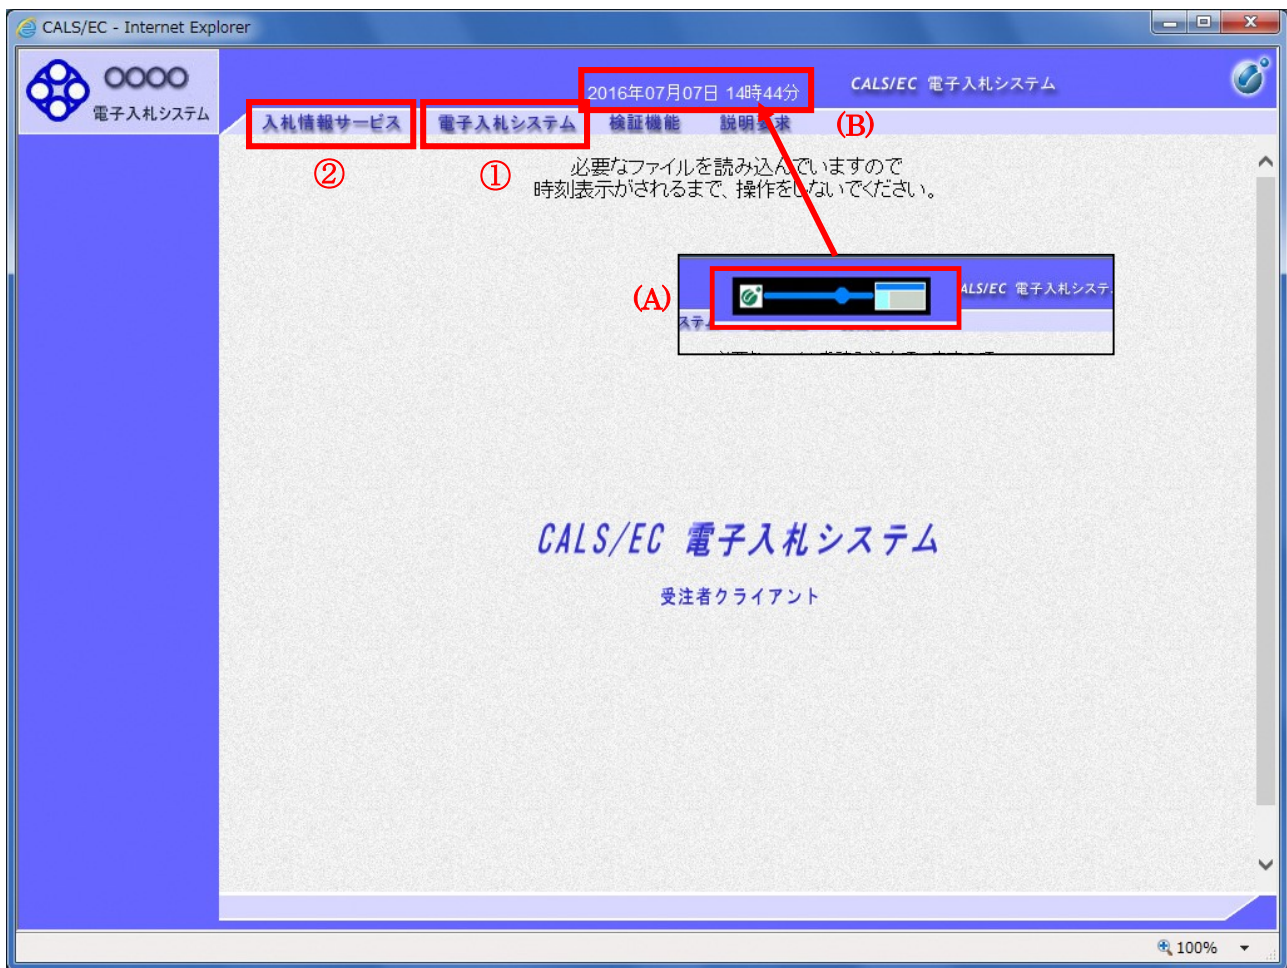 CALS/EC - Internet Explorer
○○○○
電子入札システム
2016年07月07日 14時44分
CALS/EC 電子入札システム
入札情報サービス 電子入札システム 検証機能 説明要求
(B)
② ①
必要なファイルを読み込んでいますので
時刻表示がされるまで、操作をしないでください。
(A)
ALS/EC 電子入札システ
ステ
CALS/EC 電子入札システム
受注者クライアント
100%